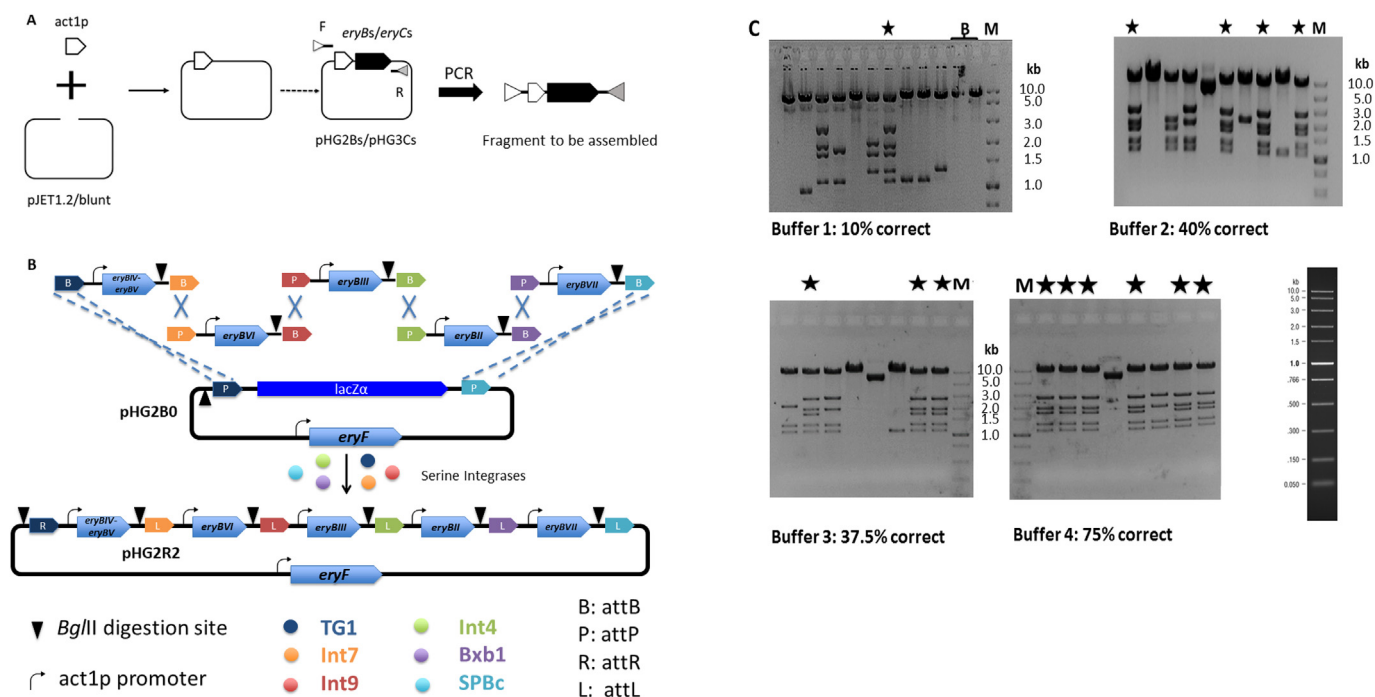 A
act1p
F
eryBs/eryCs
R
PCR
pJET1.2/blunt
pHG2Bs/pHG3Cs
Fragment to be assembled
B
B
eryBIV-
eryBV
B
P
eryBIII
B
P
eryBVII
B
P
eryBVI
B
P
eryBII
B
P
lacZα
P
pHG2B0
eryF
Serine Integrases
R
eryBIV-
eryBV
L
eryBVI
L
eryBIII
L
eryBII
L
eryBVII
L
pHG2R2
eryF
BglII digestion site
act1p promoter
TG1
Int7
Int9
Int4
Bxb1
SPBc
B: attB
P: attP
R: attR
L: attL
C
B M
kb
10.0
5.0
3.0
2.0
1.5
1.0
Buffer 1: 10% correct
M
kb
10.0
5.0
3.0
2.0
1.5
1.0
Buffer 2: 40% correct
M
kb
10.0
5.0
3.0
2.0
1.5
1.0
Buffer 3: 37.5% correct
M
Buffer 4: 75% correct
kb
10.0
5.0
3.0
2.0
1.5
1.0
.766
.500
.300
.150
0.050